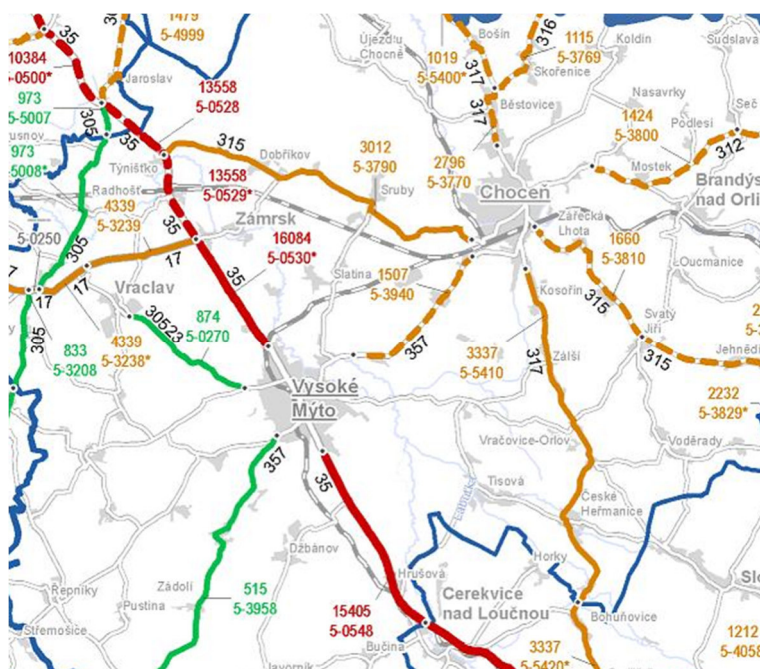 35
1479
5-4999
10384
5-0500*
Jaroslav
13558
5-0528
973
5-5007
305
35
Týništko
973
5008*
Radhošť
4339
5-3239
13558
5-0529*
Zámrsk
315
Dobříkov
3012
5-3790
Sruby
Újezd u
Chocně
1019
5-5400*
Bošín
316
1115
5-3769
Skořenice
317
317
Běstovice
Koldín
Sudslava
Nasavrky
1424
5-3800
Podlesí
Seč
312
Mostek
2796
5-3770
Choceň
Brandýs
nad Orli
5-0250
305
17
17
35
35
16084
5-0530*
Slatina
1507
5-3940
357
Zářecká
Lhota
1660
5-3810
315
Oucmanice
Kosořín
Svatý
Jiří
315
Jehnědí
Vraclav
30523
874
5-0270
305
833
5-3208
4339
5-3238*
3337
5-5410
317
Zálší
2232
5-3829*
Vysoké
Mýto
Vračovice-Orlov
Voděrady
357
35
Tisová
Loučná
České
Heřmanice
Džbánov
Horky
Hrušová
Cerekvice
nad Loučnou
Slo
Řepníky
Zádolí
Pustina
515
5-3958
15405
5-0548
Bohuňovice
Střemošice
Bučina
Javorník
3337
5-5420*
1212
5-4058